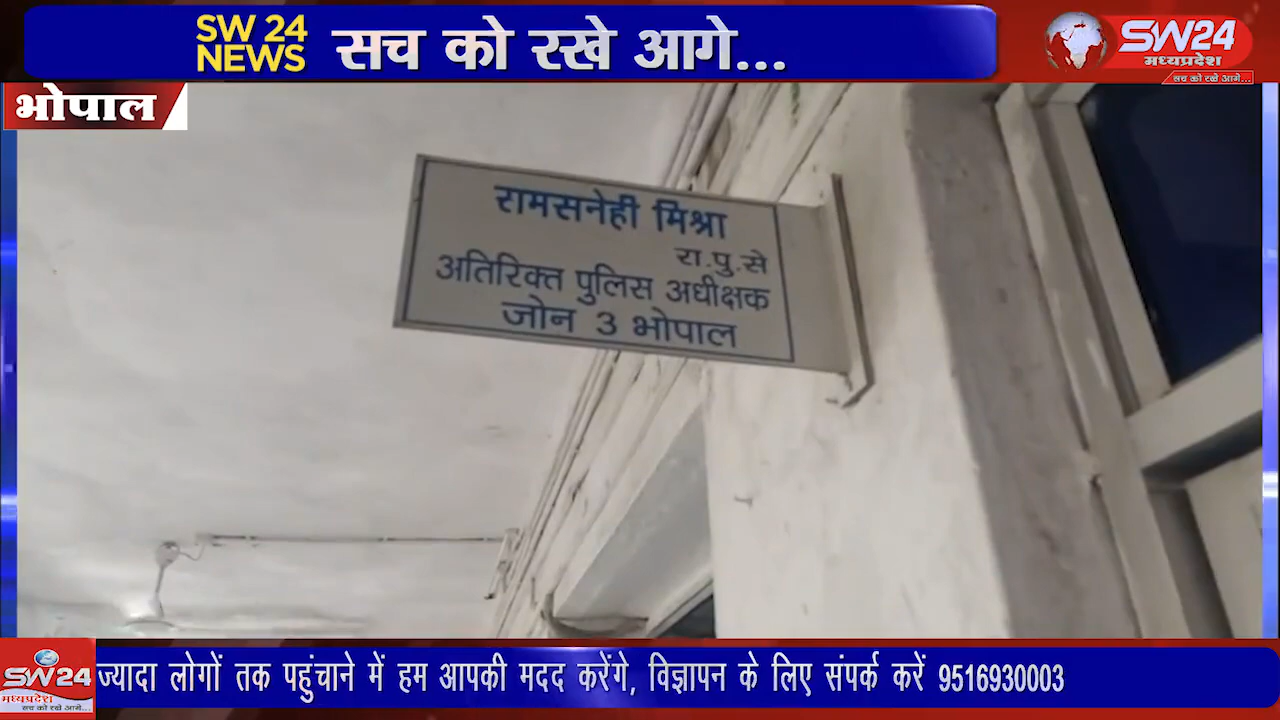 SW 24 NEWS सच को रखे आगे...
SW24
मध्यप्रदेश
सच को रखे आगे...
भोपाल
रामसनेही मिश्रा
रा.पु.से
अतिरिक्त पुलिस अधीक्षक
जोन 3 भोपाल
SW24
मध्यप्रदेश
सच को रखे आगे...
ज्यादा लोगों तक पहुंचाने में हम आपकी मदद करेंगे, विज्ञापन के लिए संपर्क करें 9516930003